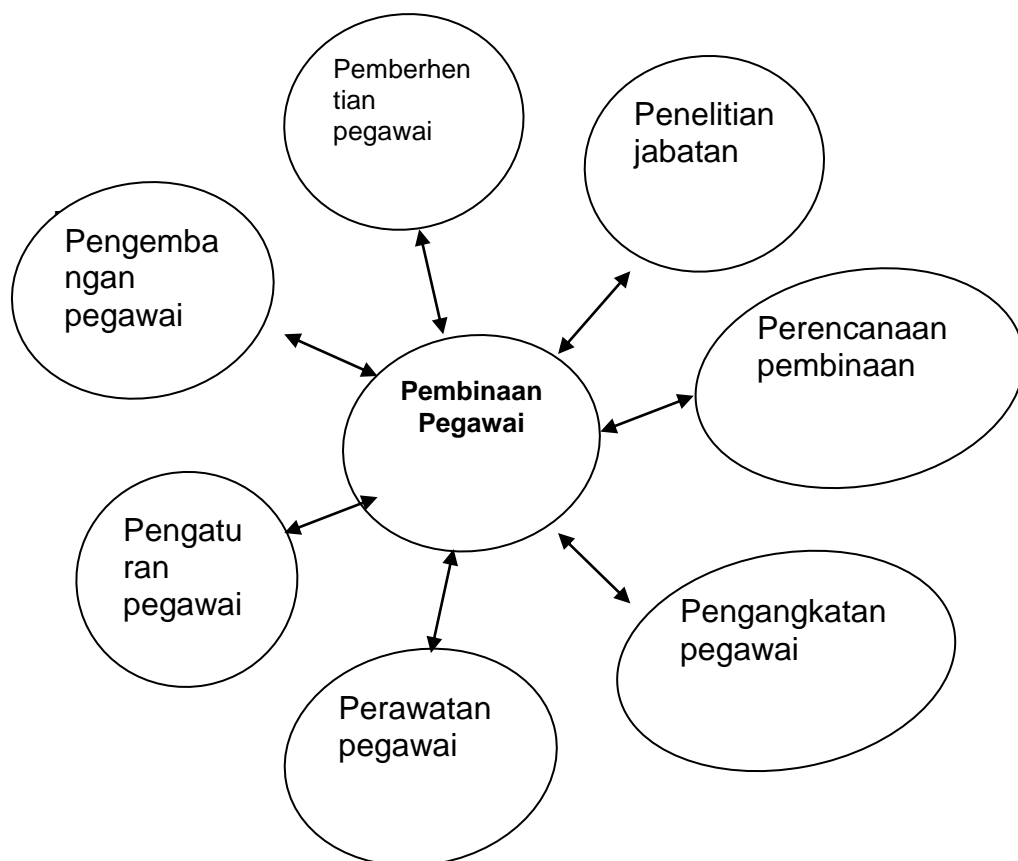 Pemberhen
tian
pegawai
Penelitian
jabatan
Pengemba
ngan
pegawai
Perencanaan
pembinaan
Pembinaan
Pegawai
Pengatu
ran
pegawai
Pengangkatan
pegawai
Perawatan
pegawai